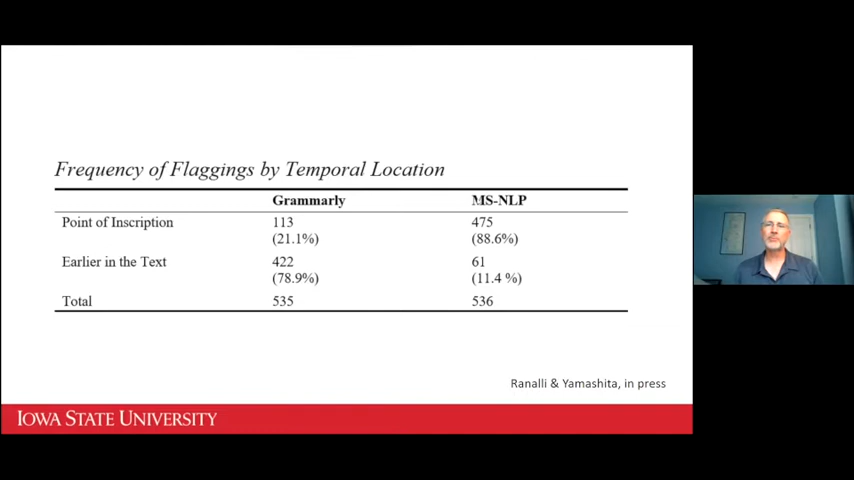 Frequency of Flaggings by Temporal Location
Grammarly MS-NLP
Point of Inscription 113 475
(21.1%) (88.6%)
Earlier in the Text 422 61
(78.9%) (11.4 %)
Total 535 536
Ranalli & Yamashita, in press
IOWA STATE UNIVERSITY